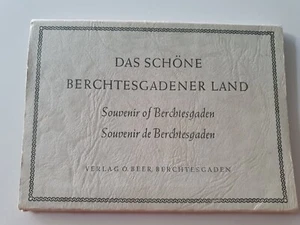 DAS SCHÖNE
BERCHTESGADENER LAND
Souvenir of Berchtesgaden
Souvenir de Berchtesgaden
VERLAG O. BEER, BERCHTESGADEN